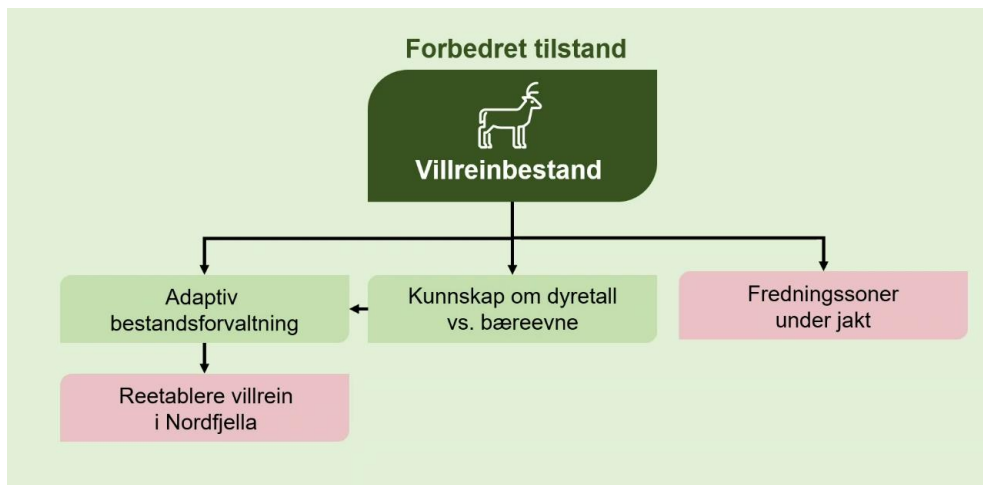 Forbedret tilstand
Villreinbestand
Adaptiv
bestandsforvaltning
Kunnskap om dyretall
vs. bæreevne
Fredningssoner
under jakt
Reetablere villrein
i Nordfjella